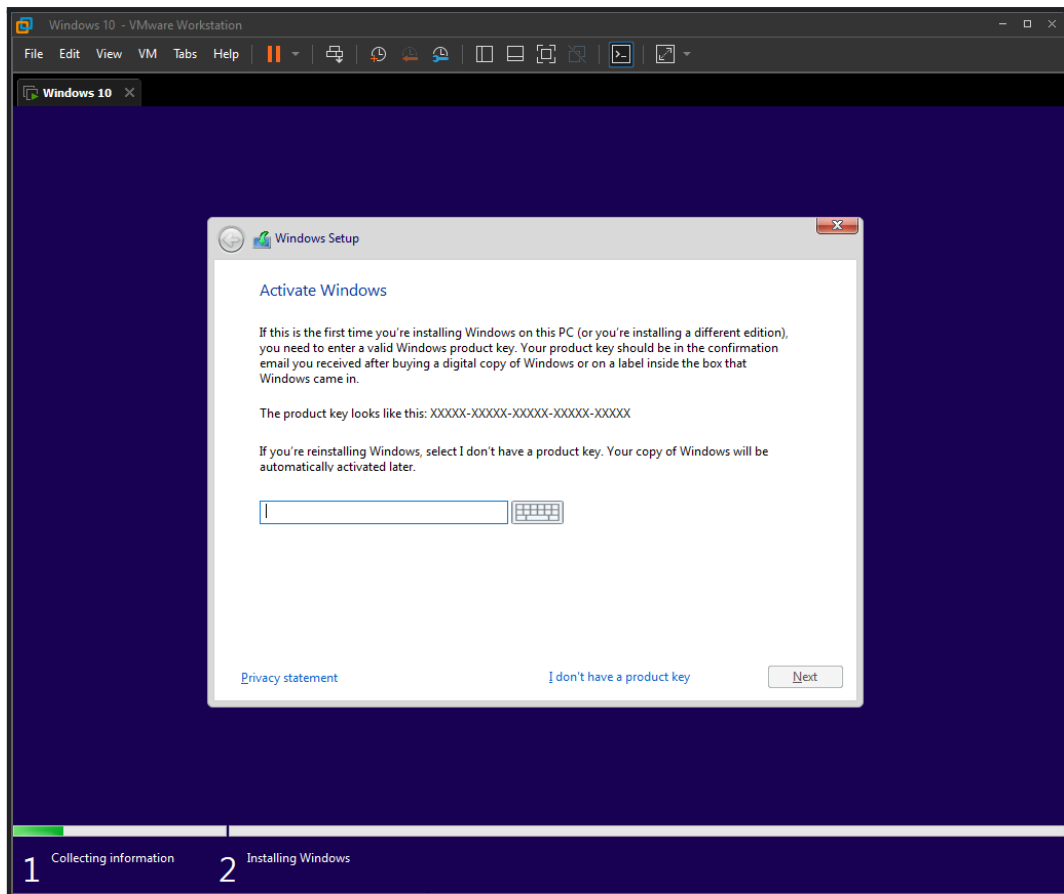 Windows 10 - VMware Workstation
File Edit View VM Tabs Help
Windows 10
Windows Setup
Activate Windows
If this is the first time you're installing Windows on this PC (or you're installing a different edition),
you need to enter a valid Windows product key. Your product key should be in the confirmation
email you received after buying a digital copy of Windows or on a label inside the box that
Windows came in.
The product key looks like this: XXXXX-XXXXX-XXXXX-XXXXX-XXXXX
If you're reinstalling Windows, select I don't have a product key. Your copy of Windows will be
automatically activated later.
Privacy statement
I don't have a product key
Next
1 Collecting information
2 Installing Windows